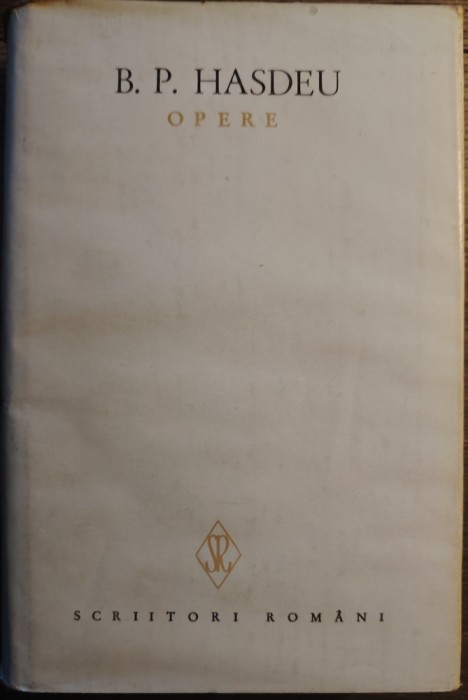 B. P. HASDEU
OPERE
SR
SCRIITORI ROMÂNI